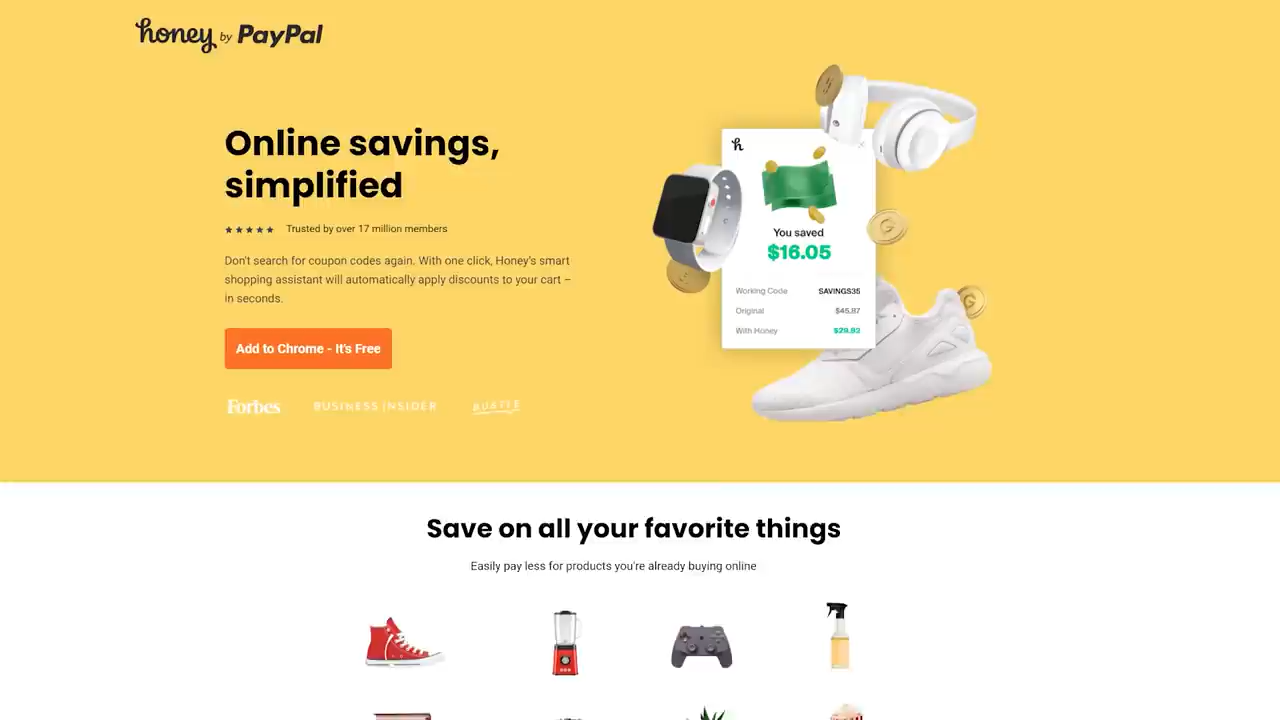 honey by PayPal
Online savings,
simplified
Trusted by over 17 million members
Don't search for coupon codes again. With one click, Honey's smart
shopping assistant will automatically apply discounts to your cart –
in seconds.
Add to Chrome - It's Free
Forbes BUSINESS INSIDER BUSTLE
h
You saved
$16.05
Working Code SAVINGS35
Original $45.87
With Honey $29.82
Save on all your favorite things
Easily pay less for products you're already buying online